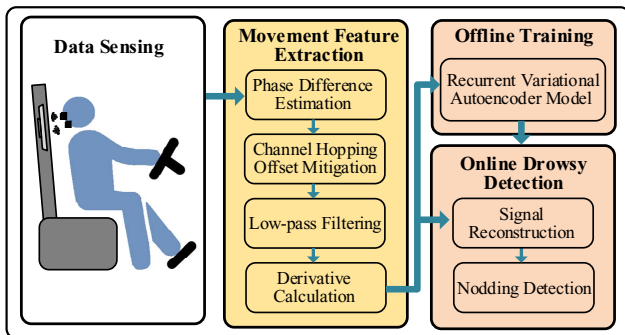 Data Sensing
Movement Feature
Extraction
Phase Difference
Estimation
Channel Hopping
Offset Mitigation
Low-pass Filtering
Derivative
Calculation
Offline Training
Recurrent Variational
Autoencoder Model
Online Drowsy
Detection
Signal
Reconstruction
Nodding Detection